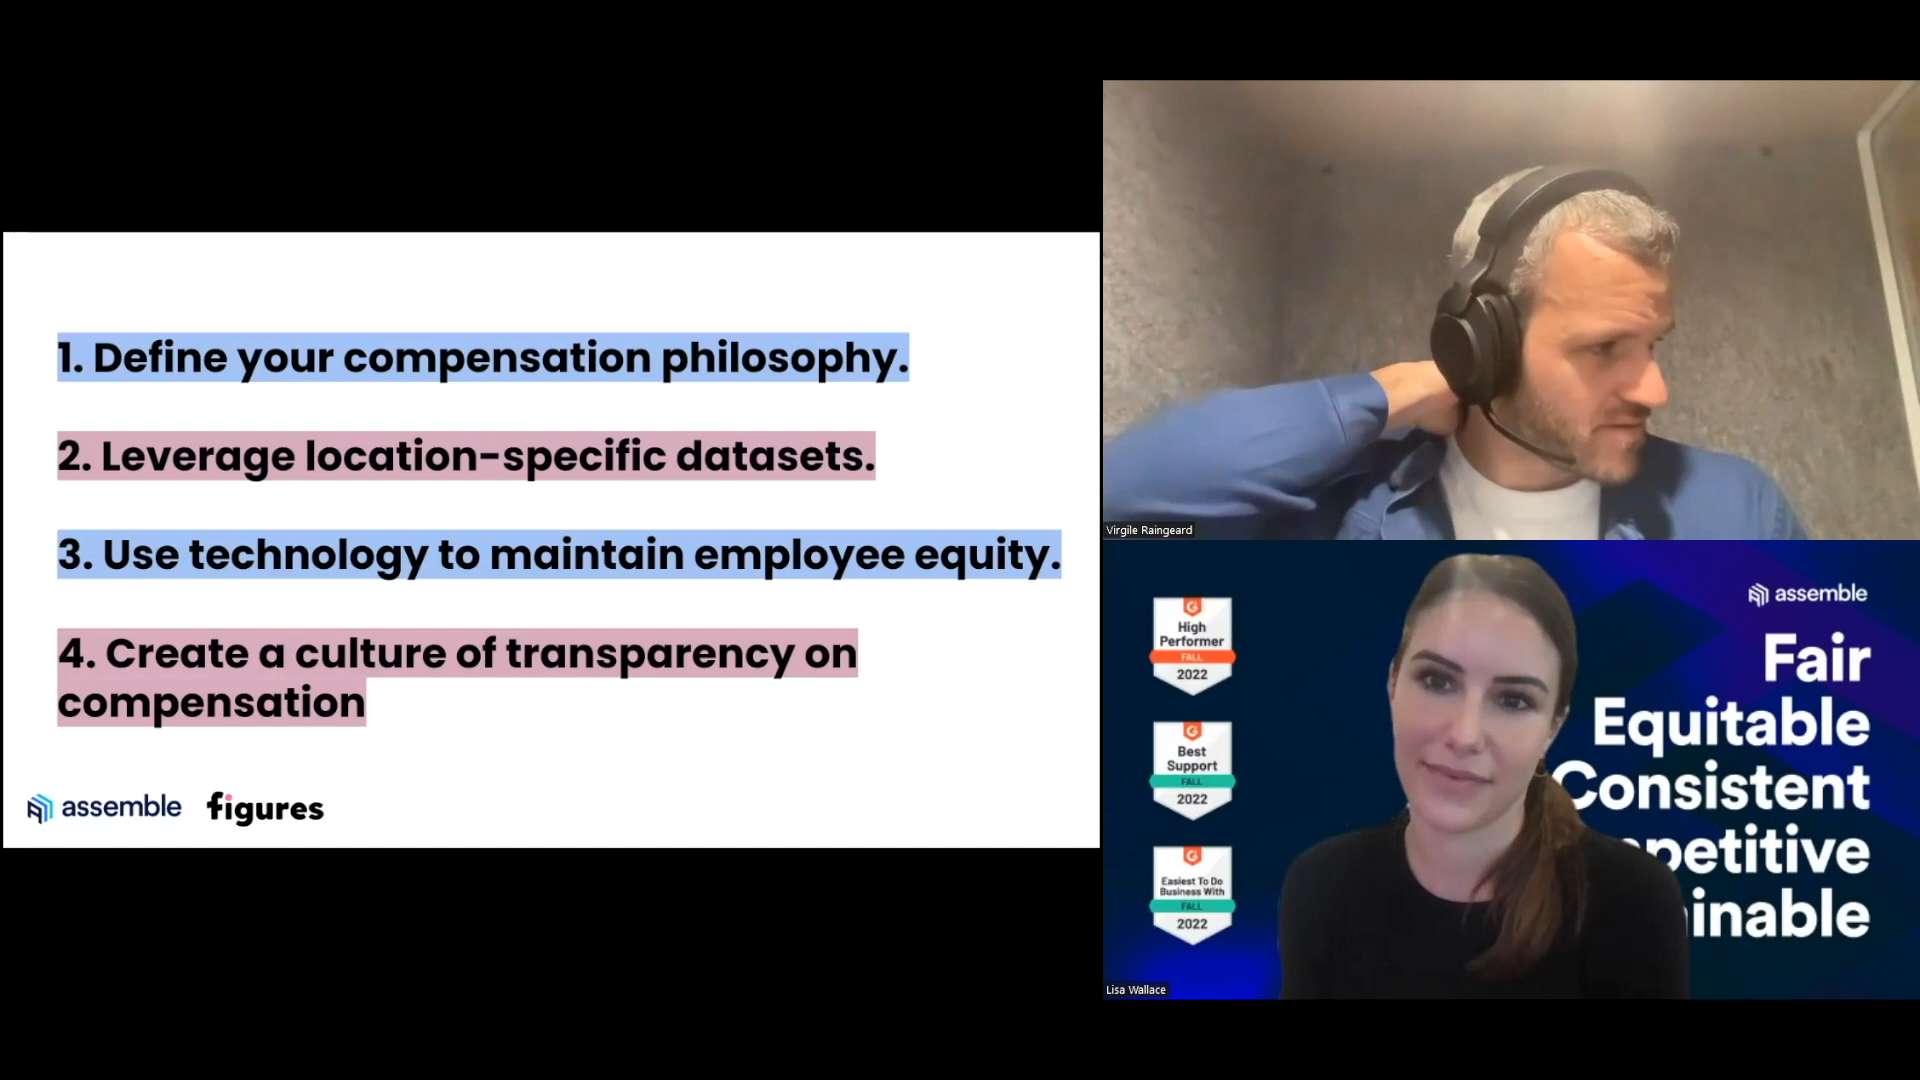 1. Define your compensation philosophy.
2. Leverage location-specific datasets.
3. Use technology to maintain employee equity.
4. Create a culture of transparency on
compensation
assemble figures
Virgile Raingeard
High
Performer
FALL
2022
Best
Support
FALL
2022
Easiest To Do
Business With
FALL
2022
assemble
Fair
Equitable
Consistent
petitive
inable
Lisa Wallace